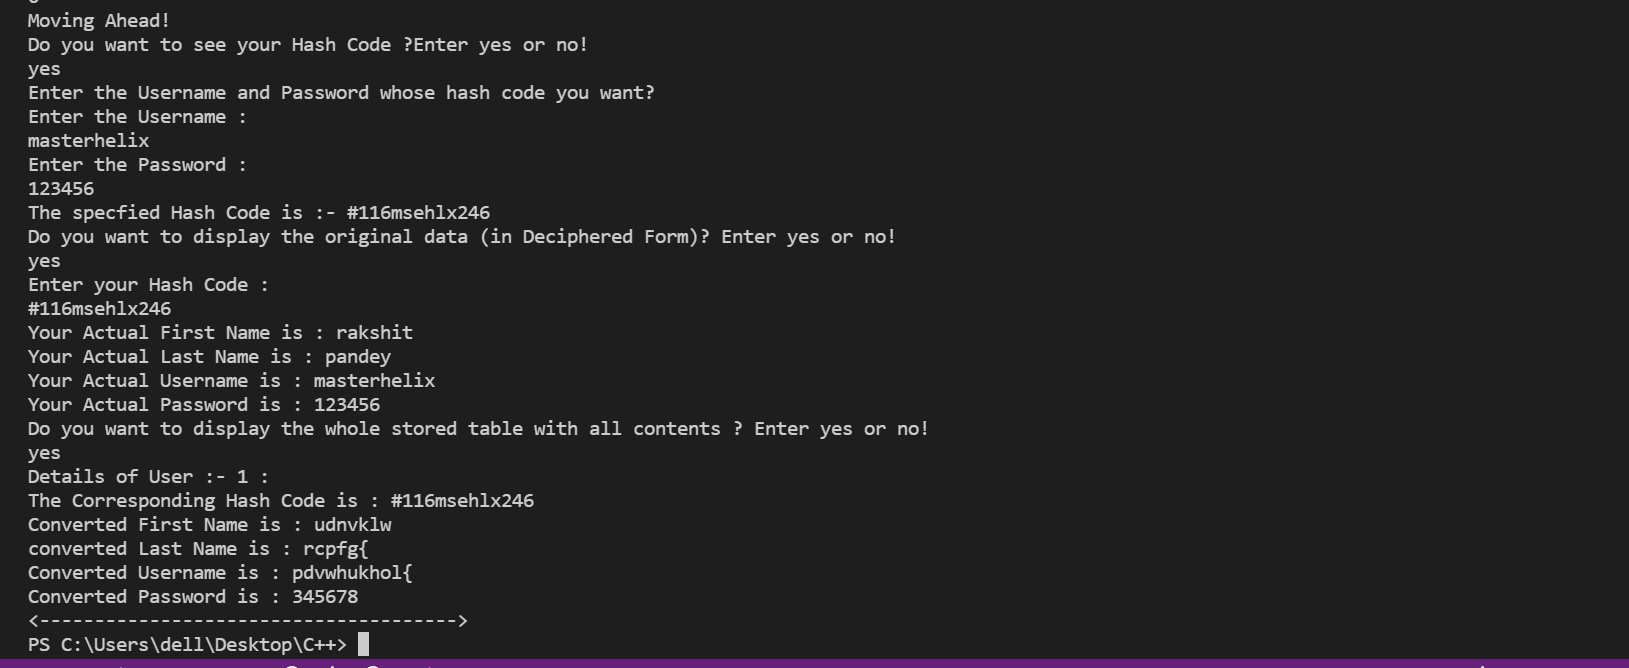 Moving Ahead!
Do you want to see your Hash Code ?Enter yes or no!
yes
Enter the Username and Password whose hash code you want?
Enter the Username :
masterhelix
Enter the Password :
123456
The specfied Hash Code is :- #116msehlx246
Do you want to display the original data (in Deciphered Form)? Enter yes or no!
yes
Enter your Hash Code :
#116msehlx246
Your Actual First Name is : rakshit
Your Actual Last Name is : pandey
Your Actual Username is : masterhelix
Your Actual Password is : 123456
Do you want to display the whole stored table with all contents ? Enter yes or no!
yes
Details of User :- 1 :
The Corresponding Hash Code is : #116msehlx246
Converted First Name is : udnvklw
converted Last Name is : rcpfg{
Converted Username is : pdvwhukhol{
Converted Password is : 345678
<-------------------------------------->
PS C:\Users\dell\Desktop\C++>